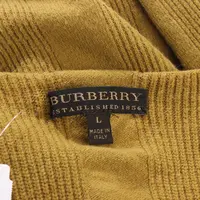 BURBERRY
ESTABLISHED 1856
L
MADE IN
ITALY